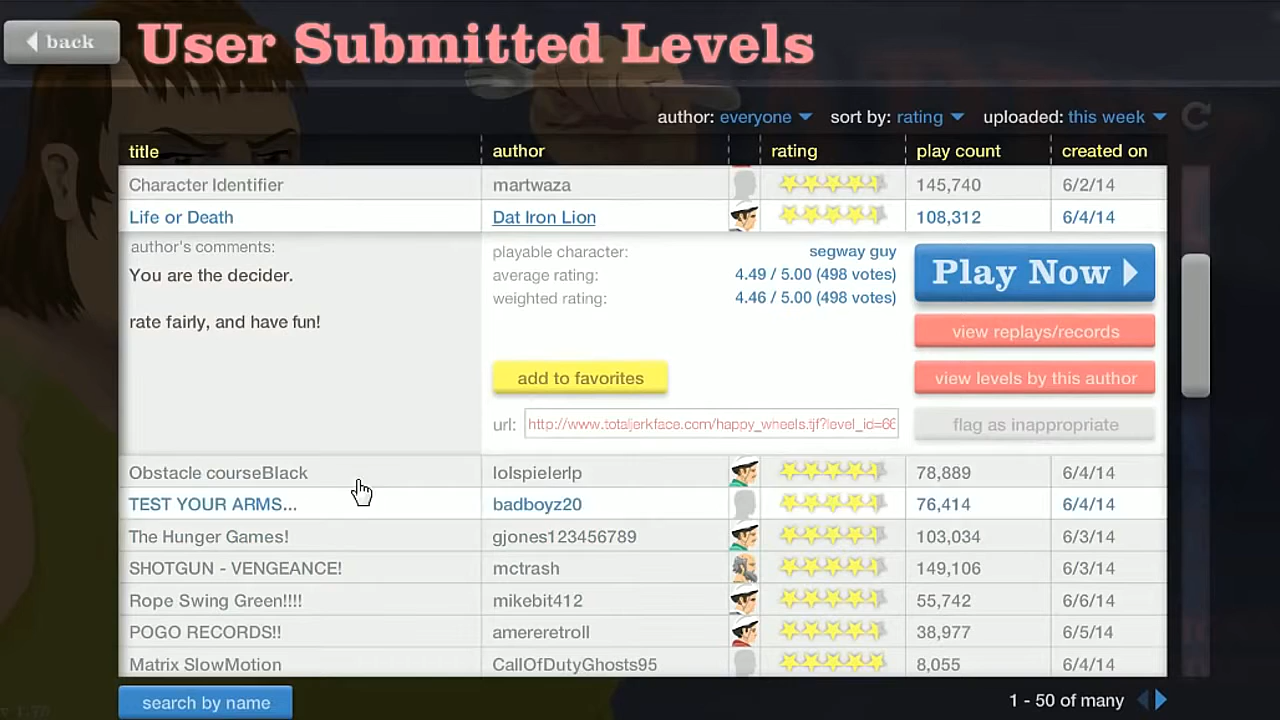 back
User Submitted Levels
author: everyone sort by: rating uploaded: this week
title author rating play count created on
Character Identifier martwaza 145,740 6/2/14
Life or Death Dat Iron Lion 108,312 6/4/14
author's comments:
You are the decider.
rate fairly, and have fun!
playable character: segway guy
average rating: 4.49 / 5.00 (498 votes)
weighted rating: 4.46 / 5.00 (498 votes)
add to favorites
url: http://www.totaljerkface.com/happy_wheels.tjf?level_id=66
Play Now
view replays/records
view levels by this author
flag as inappropriate
Obstacle courseBlack lolspielerlp 78,889 6/4/14
TEST YOUR ARMS... badboyz20 76,414 6/4/14
The Hunger Games! gjones123456789 103,034 6/3/14
SHOTGUN - VENGEANCE! mctrash 149,106 6/3/14
Rope Swing Green!!!! mikebit412 55,742 6/6/14
POGO RECORDS!! amereretroll 38,977 6/5/14
Matrix SlowMotion CallOfDutyGhosts95 8,055 6/4/14
search by name
1 - 50 of many